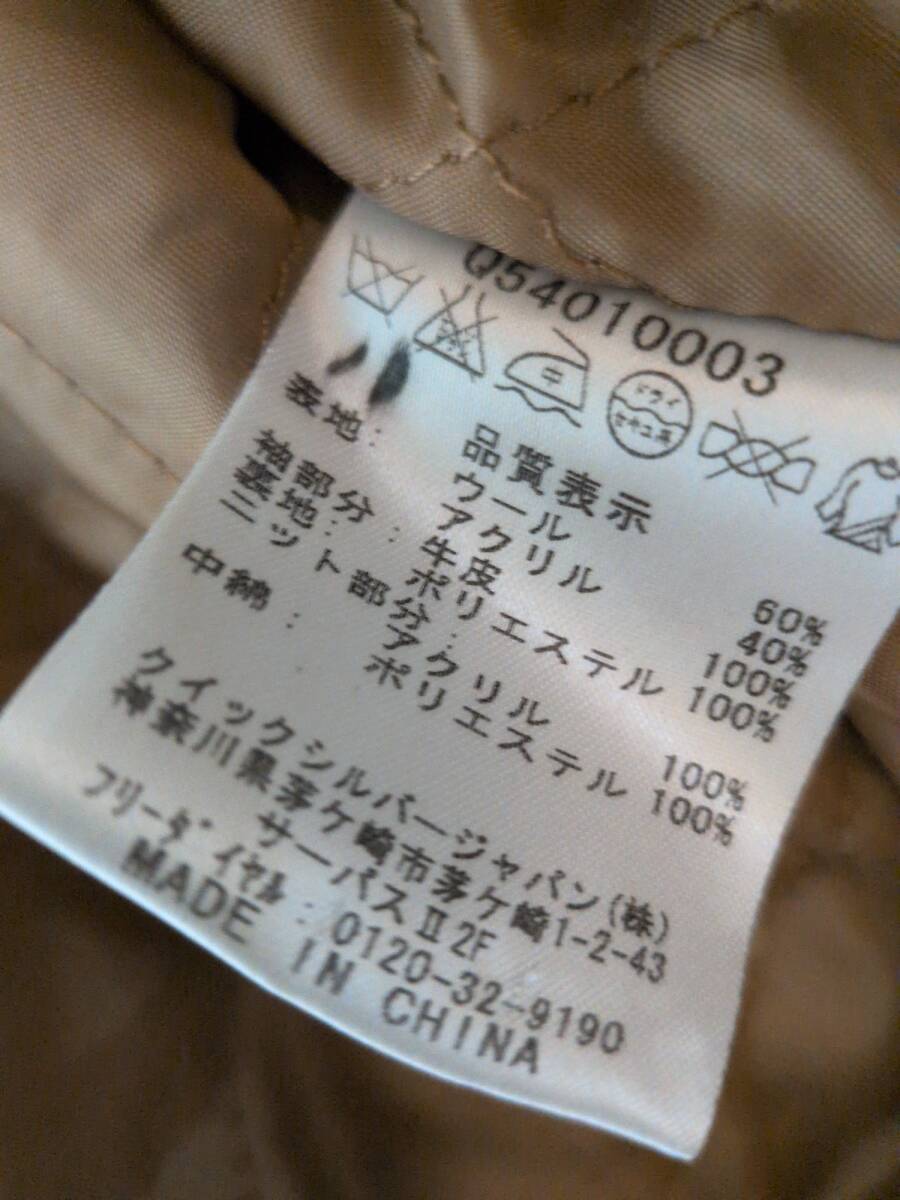 Q54010003
中
ドライ
セキユ系
品質表示
表地: ウール 60%
アクリル 40%
袖部分: 牛皮 100%
裏地: ポリエステル 100%
ニット部分:
アクリル 100%
中綿: ポリエステル 100%
クイックシルバージャパン(株)
神奈川県茅ケ崎市茅ケ崎1-2-43
サーパスⅡ2F
フリーダイヤル: 0120-32-9190
MADE IN CHINA